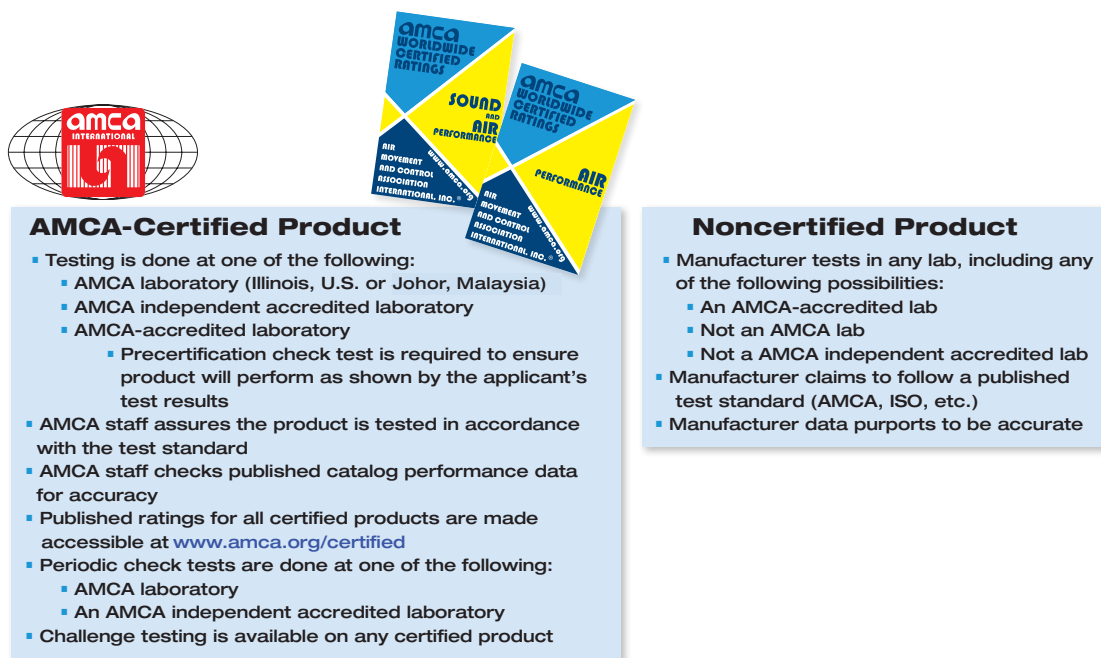 amca
WORLDWIDE
CERTIFIED
RATINGS
SOUND
AND
AIR
PERFORMANCE
AIR
MOVEMENT
AND CONTROL
ASSOCIATION
INTERNATIONAL, INC.®
www.amca.org
amca
WORLDWIDE
CERTIFIED
RATINGS
AIR
PERFORMANCE
AIR
MOVEMENT
AND CONTROL
ASSOCIATION
INTERNATIONAL, INC.®
www.amca.org
amca
INTERNATIONAL
AMCA-Certified Product
▪ Testing is done at one of the following:
▪ AMCA laboratory (Illinois, U.S. or Johor, Malaysia)
▪ AMCA independent accredited laboratory
▪ AMCA-accredited laboratory
▪ Precertification check test is required to ensure
product will perform as shown by the applicant’s
test results
▪ AMCA staff assures the product is tested in accordance
with the test standard
▪ AMCA staff checks published catalog performance data
for accuracy
▪ Published ratings for all certified products are made
accessible at www.amca.org/certified
▪ Periodic check tests are done at one of the following:
▪ AMCA laboratory
▪ An AMCA independent accredited laboratory
▪ Challenge testing is available on any certified product
Noncertified Product
▪ Manufacturer tests in any lab, including any
of the following possibilities:
▪ An AMCA-accredited lab
▪ Not an AMCA lab
▪ Not a AMCA independent accredited lab
▪ Manufacturer claims to follow a published
test standard (AMCA, ISO, etc.)
▪ Manufacturer data purports to be accurate